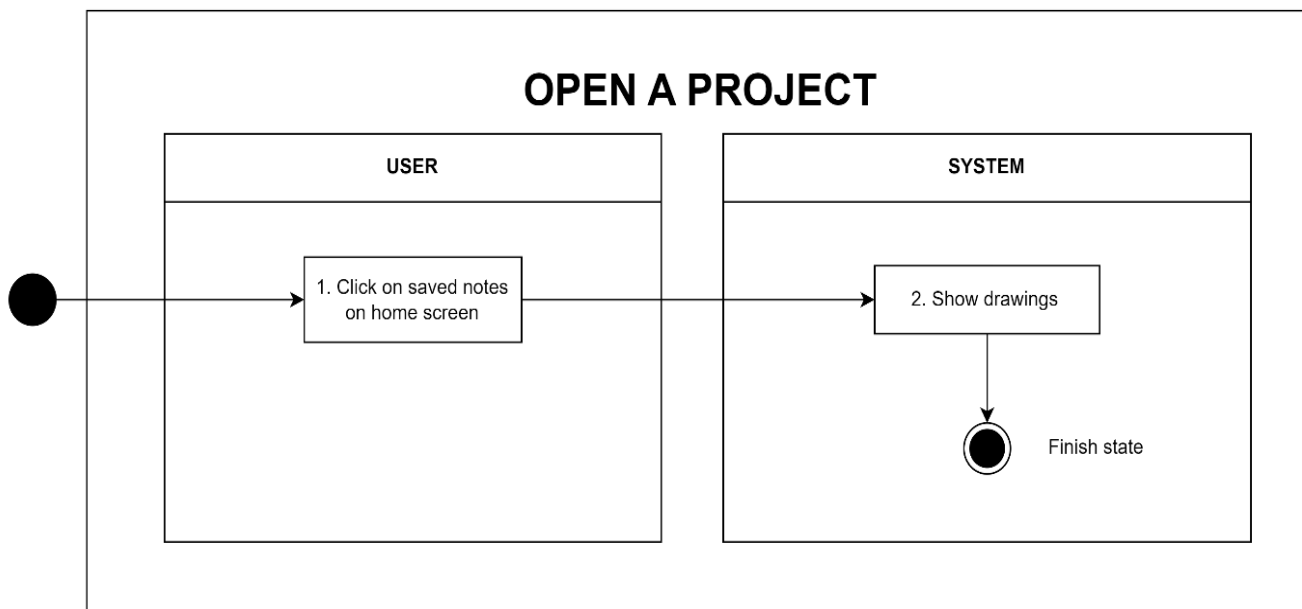 OPEN A PROJECT
USER
SYSTEM
1. Click on saved notes
on home screen
2. Show drawings
Finish state